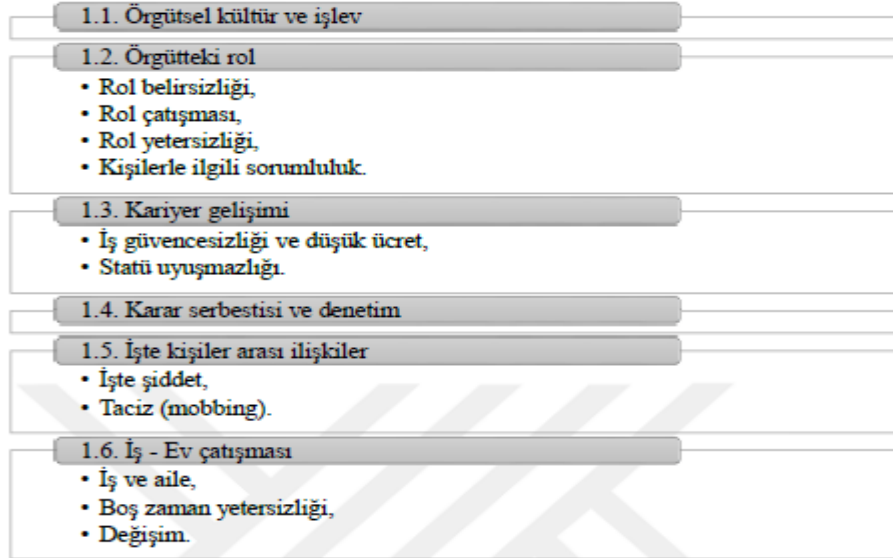 1.1. Örgütsel kültür ve işlev
1.2. Örgütteki rol
• Rol belirsizliği,
• Rol çatışması,
• Rol yetersizliği,
• Kişilerle ilgili sorumluluk.
1.3. Kariyer gelişimi
• İş güvencesizliği ve düşük ücret,
• Statü uyuşmazlığı.
1.4. Karar serbestisi ve denetim
1.5. İşte kişiler arası ilişkiler
• İşte şiddet,
• Taciz (mobbing).
1.6. İş - Ev çatışması
• İş ve aile,
• Boş zaman yetersizliği,
• Değişim.